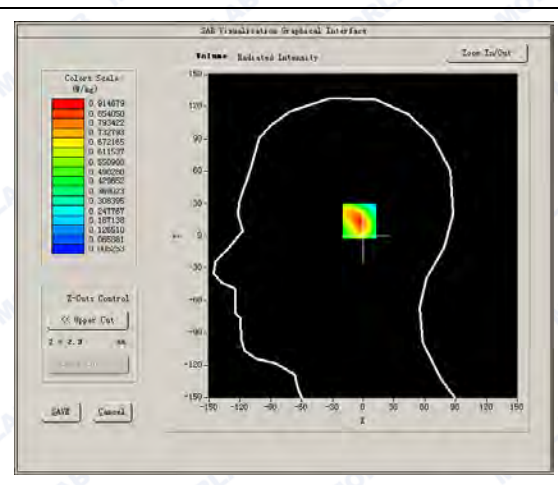 SAR Visualisation Graphical Interface
Volume Radiated Intensity
Zoom In/Out
Colors Scale
(W/kg)
0.914679
0.854050
0.793422
0.732793
0.672165
0.611537
0.550908
0.490280
0.429652
0.369023
0.308395
0.247767
0.187138
0.126510
0.065881
0.005253
150
90
60
30
0
-30
-60
-90
-120
-150
-150 -120 -90 -60 -30 0 30 60 90 120 150
X
Z-Cuts Control
<< Upper Cut
SAVE
Cancel
MORLAB